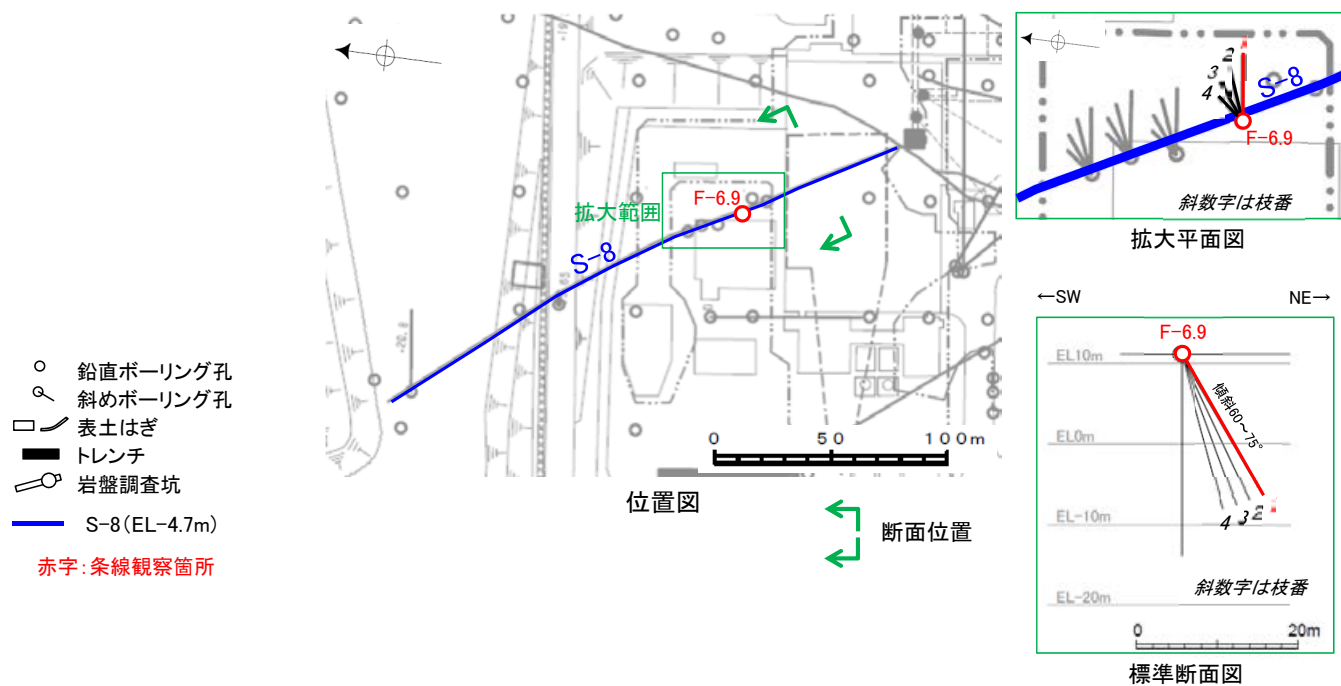 鉛直ボーリング孔
斜めボーリング孔
表土はぎ
トレンチ
岩盤調査坑
S-8(EL-4.7m)
赤字:条線観察箇所
F-6.9
拡大範囲
S-8
0 50 100m
位置図
断面位置
1
2
3
4
S-8
F-6.9
斜数字は枝番
拡大平面図
←SW NE→
F-6.9
EL10m
傾斜60~75°
EL0m
EL-10m
4 3 2 1
斜数字は枝番
EL-20m
0 20m
標準断面図